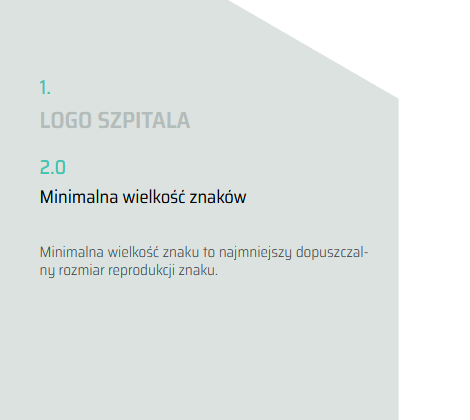 1.
LOGO SZPITALA
2.0
Minimalna wielkość znaków
Minimalna wielkość znaku to najmniejszy dopuszczal-
ny rozmiar reprodukcji znaku.